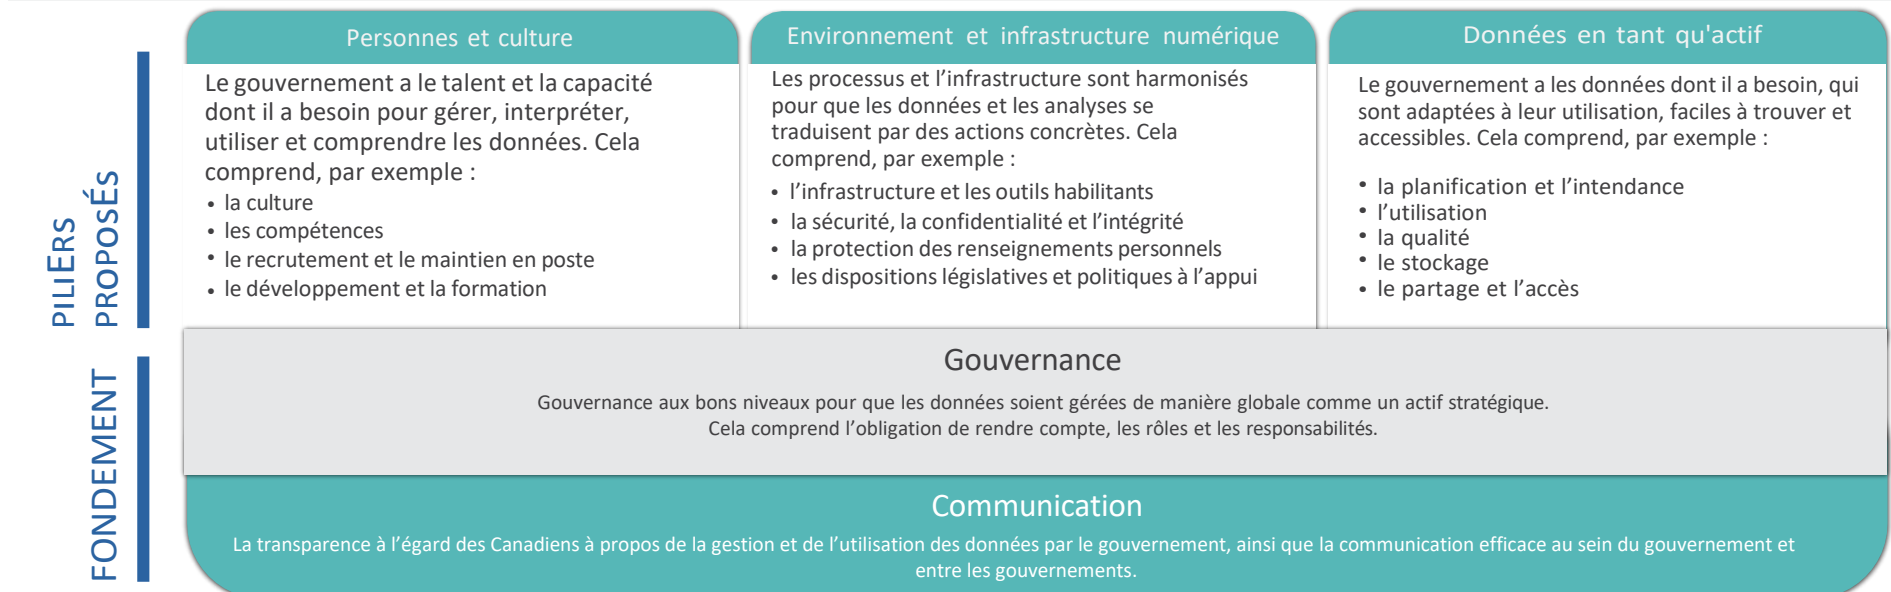 PILIERS
PROPOSÉS
Personnes et culture
Le gouvernement a le talent et la capacité
dont il a besoin pour gérer, interpréter,
utiliser et comprendre les données. Cela
comprend, par exemple :
• la culture
• les compétences
• le recrutement et le maintien en poste
• le développement et la formation
Environnement et infrastructure numérique
Les processus et l’infrastructure sont harmonisés
pour que les données et les analyses se
traduisent par des actions concrètes. Cela
comprend, par exemple :
• l’infrastructure et les outils habilitants
• la sécurité, la confidentialité et l’intégrité
• la protection des renseignements personnels
• les dispositions législatives et politiques à l’appui
Données en tant qu'actif
Le gouvernement a les données dont il a besoin, qui
sont adaptées à leur utilisation, faciles à trouver et
accessibles. Cela comprend, par exemple :
• la planification et l’intendance
• l’utilisation
• la qualité
• le stockage
• le partage et l’accès
FONDEMENT
Gouvernance
Gouvernance aux bons niveaux pour que les données soient gérées de manière globale comme un actif stratégique.
Cela comprend l’obligation de rendre compte, les rôles et les responsabilités.
Communication
La transparence à l’égard des Canadiens à propos de la gestion et de l’utilisation des données par le gouvernement, ainsi que la communication efficace au sein du gouvernement et
entre les gouvernements.